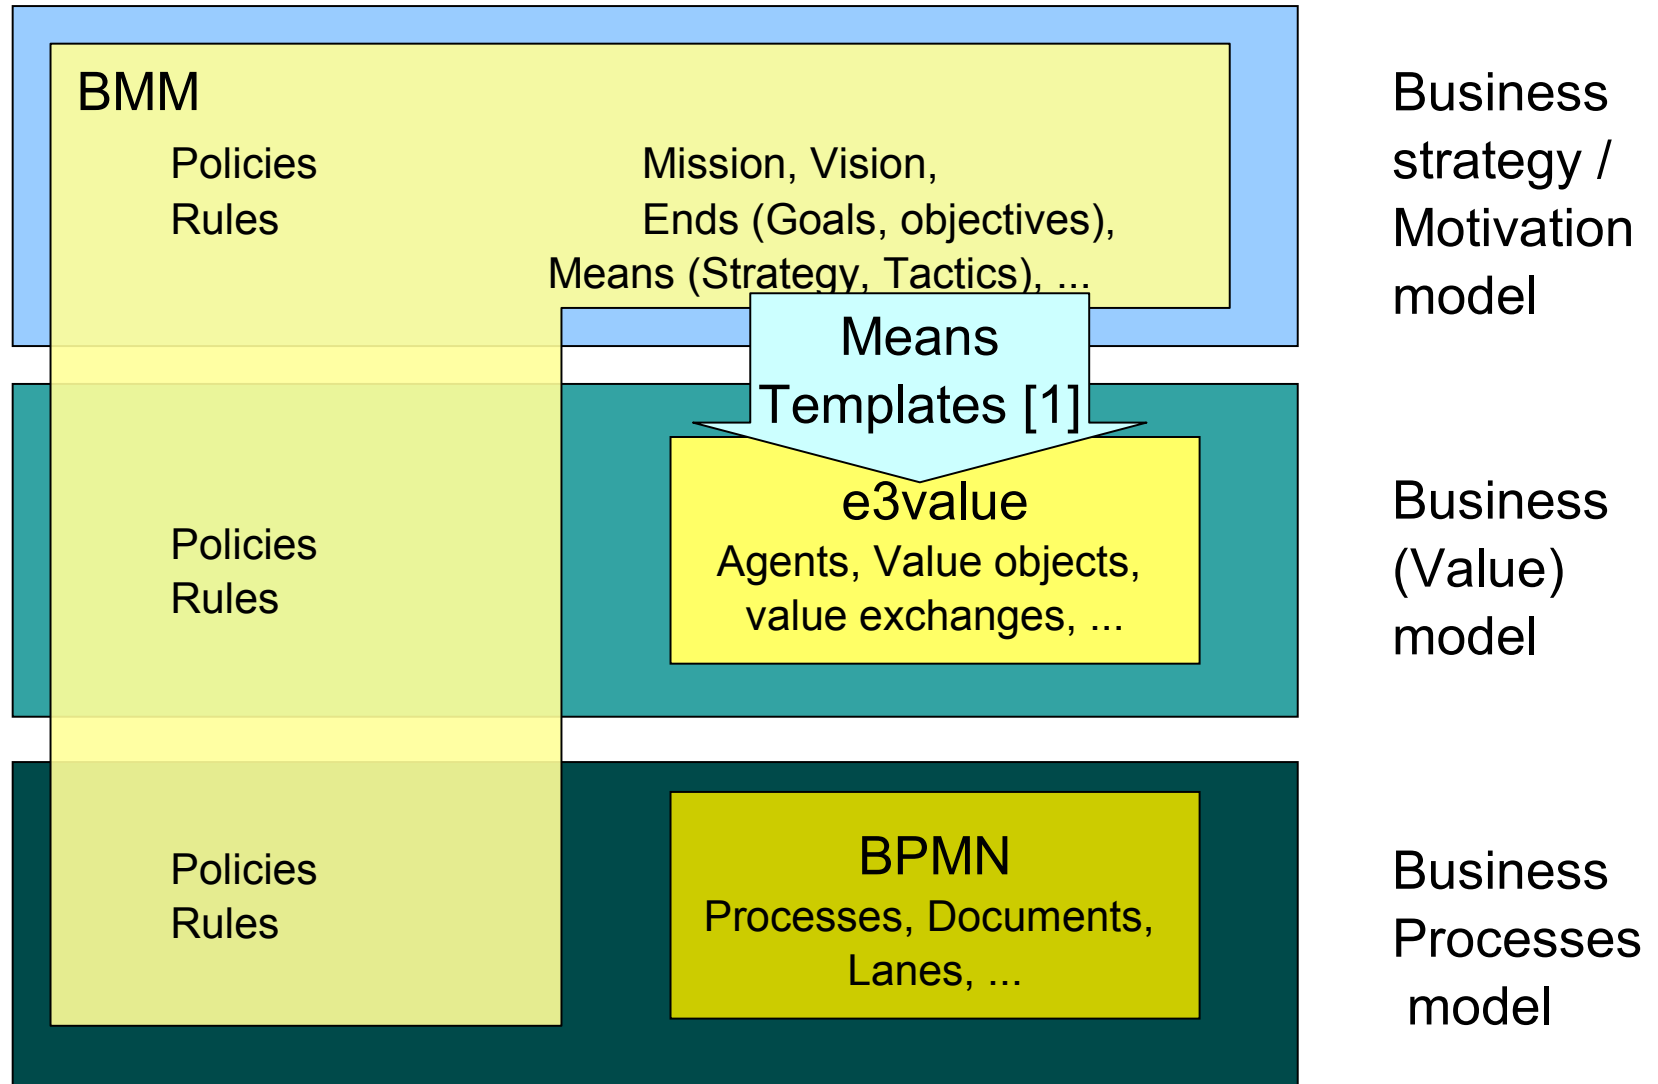 BMM
Policies
Rules
Mission, Vision,
Ends (Goals, objectives),
Means (Strategy, Tactics), ...
Business
strategy /
Motivation
model
Means
Templates [1]
Policies
Rules
e3value
Agents, Value objects,
value exchanges, ...
Business
(Value)
model
Policies
Rules
BPMN
Processes, Documents,
Lanes, ...
Business
Processes
model